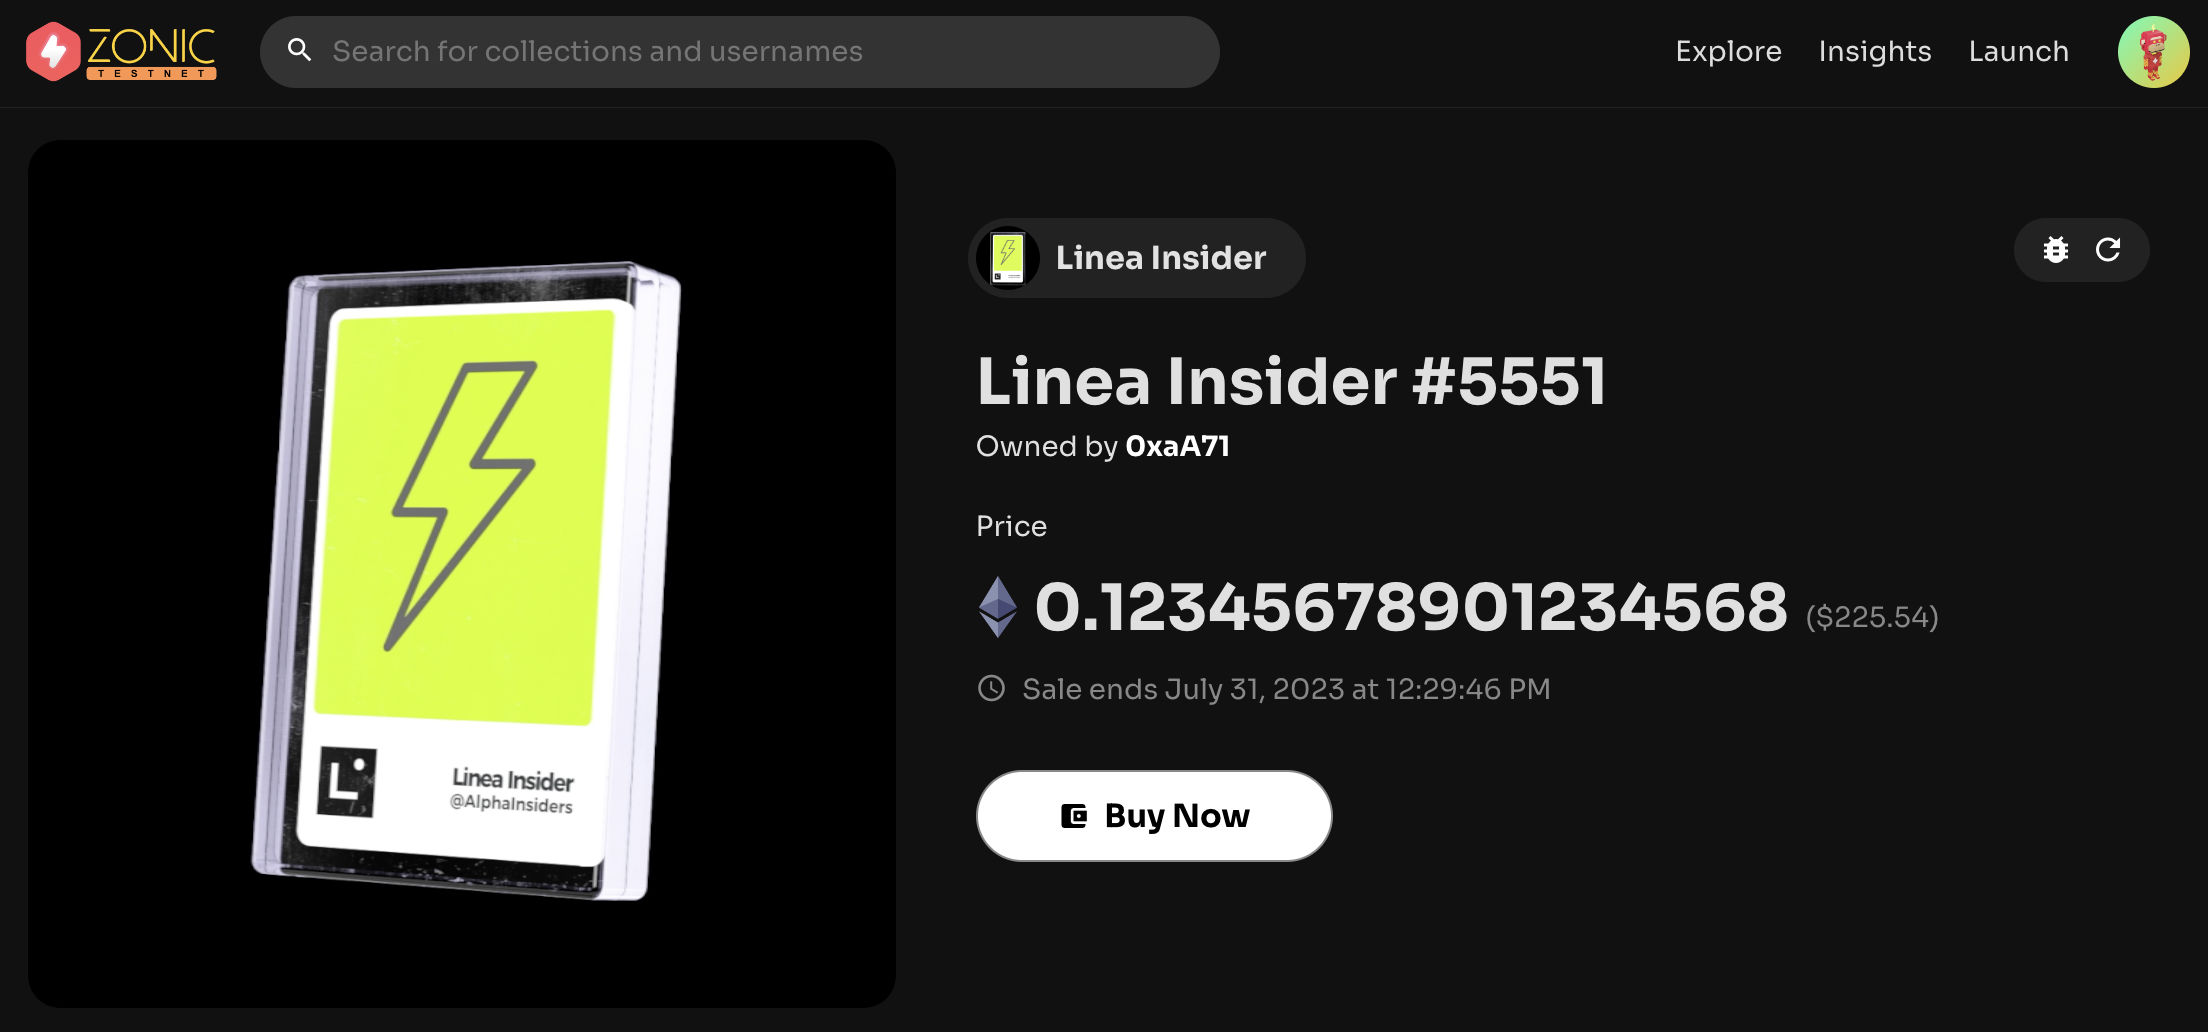 ZONIC
TESTNET
Search for collections and usernames
Explore
Insights
Launch
Linea Insider
Linea Insider #5551
Owned by 0xaA71
Price
0.12345678901234568 ($225.54)
Sale ends July 31, 2023 at 12:29:46 PM
Buy Now
Linea Insider
@AlphaInsiders